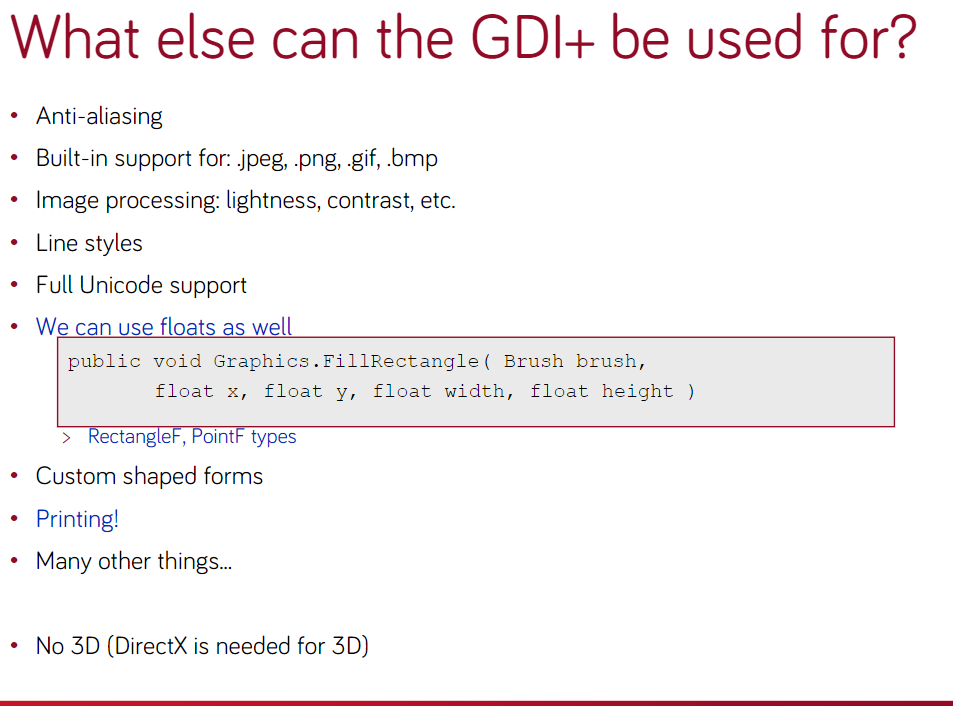 What else can the GDI+ be used for?
• Anti-aliasing
• Built-in support for: .jpeg, .png, .gif, .bmp
• Image processing: lightness, contrast, etc.
• Line styles
• Full Unicode support
• We can use floats as well
public void Graphics.FillRectangle( Brush brush,
float x, float y, float width, float height )
> RectangleF, PointF types
• Custom shaped forms
• Printing!
• Many other things...
• No 3D (DirectX is needed for 3D)